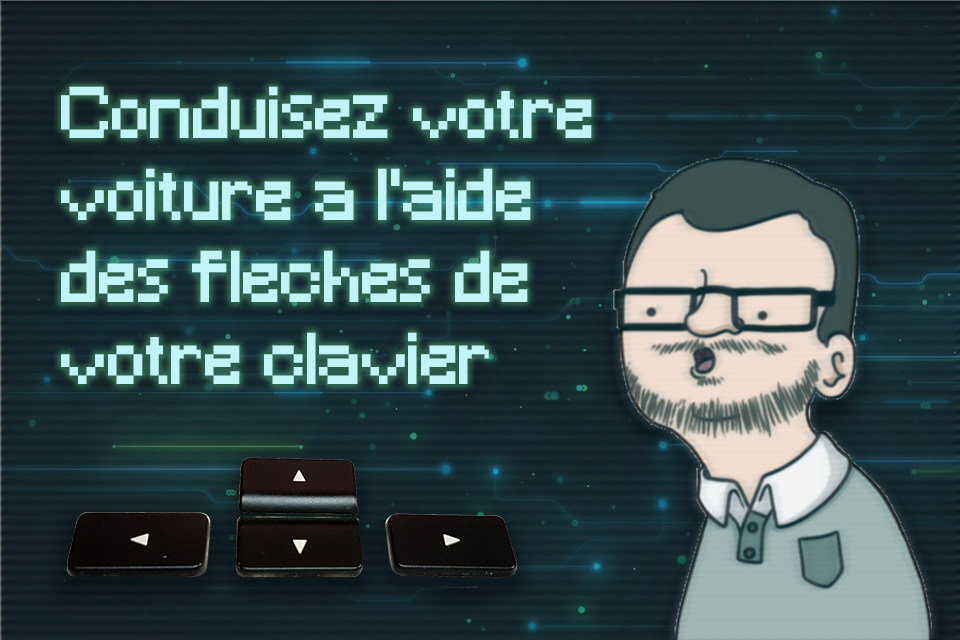 Conduisez votre
voiture a l'aide
des fleches de
votre clavier